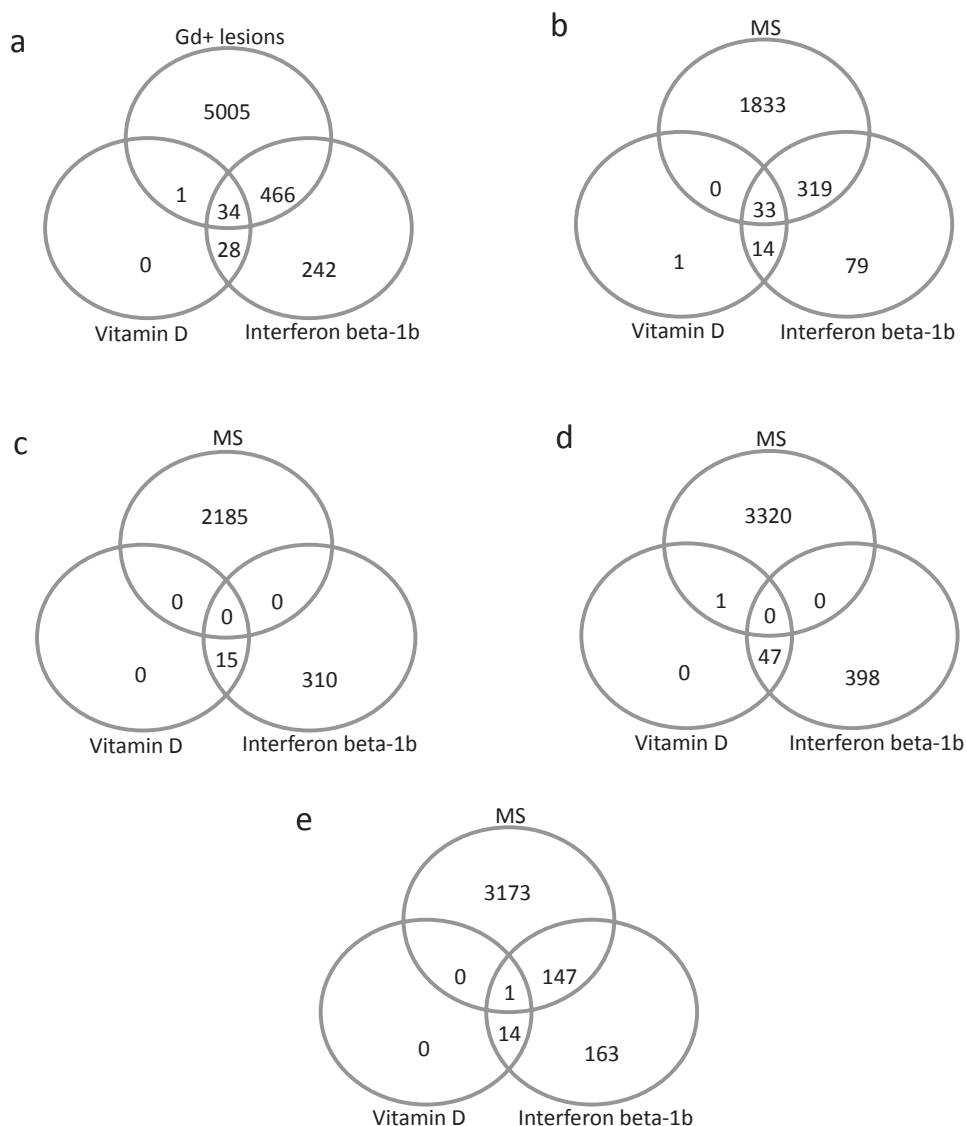 a
Gd+ lesions
5005
1
466
34
28
0
242
Vitamin D
Interferon beta-1b
b
MS
1833
0
319
33
14
1
79
Vitamin D
Interferon beta-1b
c
MS
2185
0
0
0
15
0
310
Vitamin D
Interferon beta-1b
d
MS
3320
1
0
0
47
0
398
Vitamin D
Interferon beta-1b
e
MS
3173
0
147
1
14
0
163
Vitamin D
Interferon beta-1b